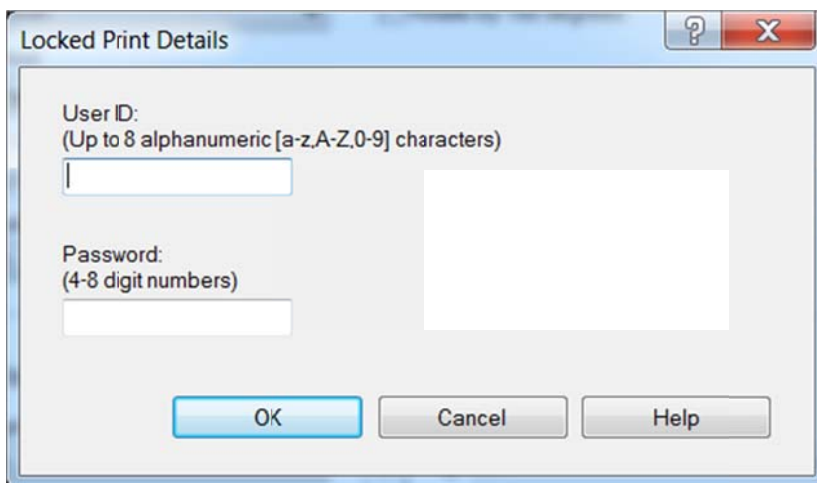 Locked Print Details
User ID:
(Up to 8 alphanumeric [a-z,A-Z,0-9] characters)
Password:
(4-8 digit numbers)
OK
Cancel
Help